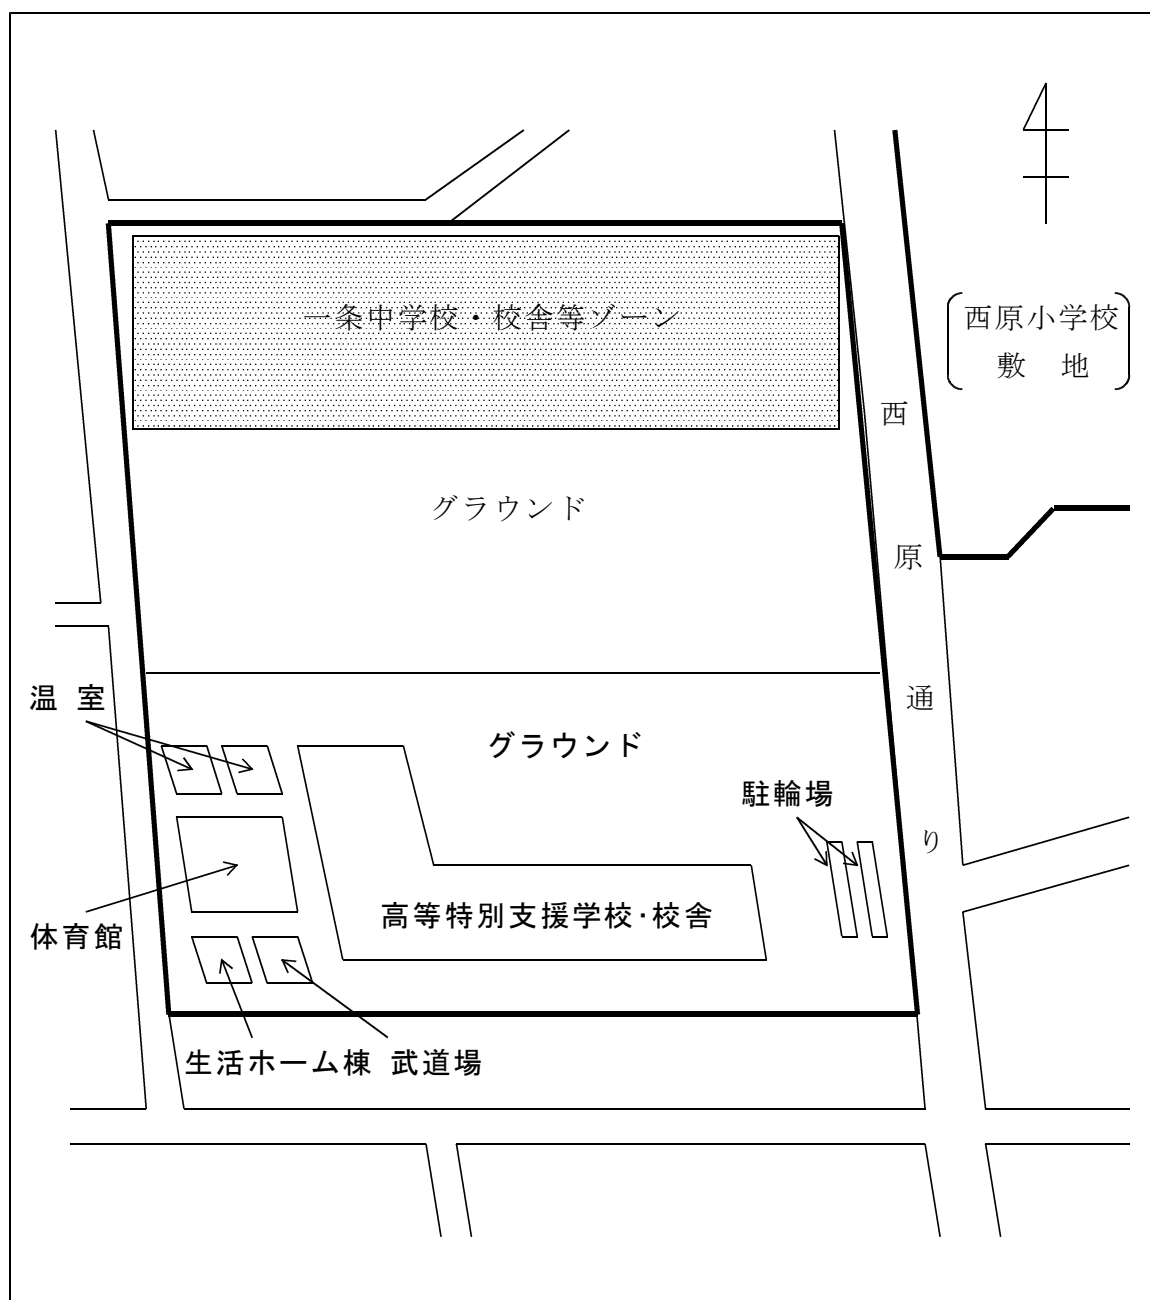 一条中学校・校舎等ゾーン
西原小学校
敷　地
西原通り
グラウンド
温 室
グラウンド
駐輪場
高等特別支援学校・校舎
体育館
生活ホーム棟
武道場